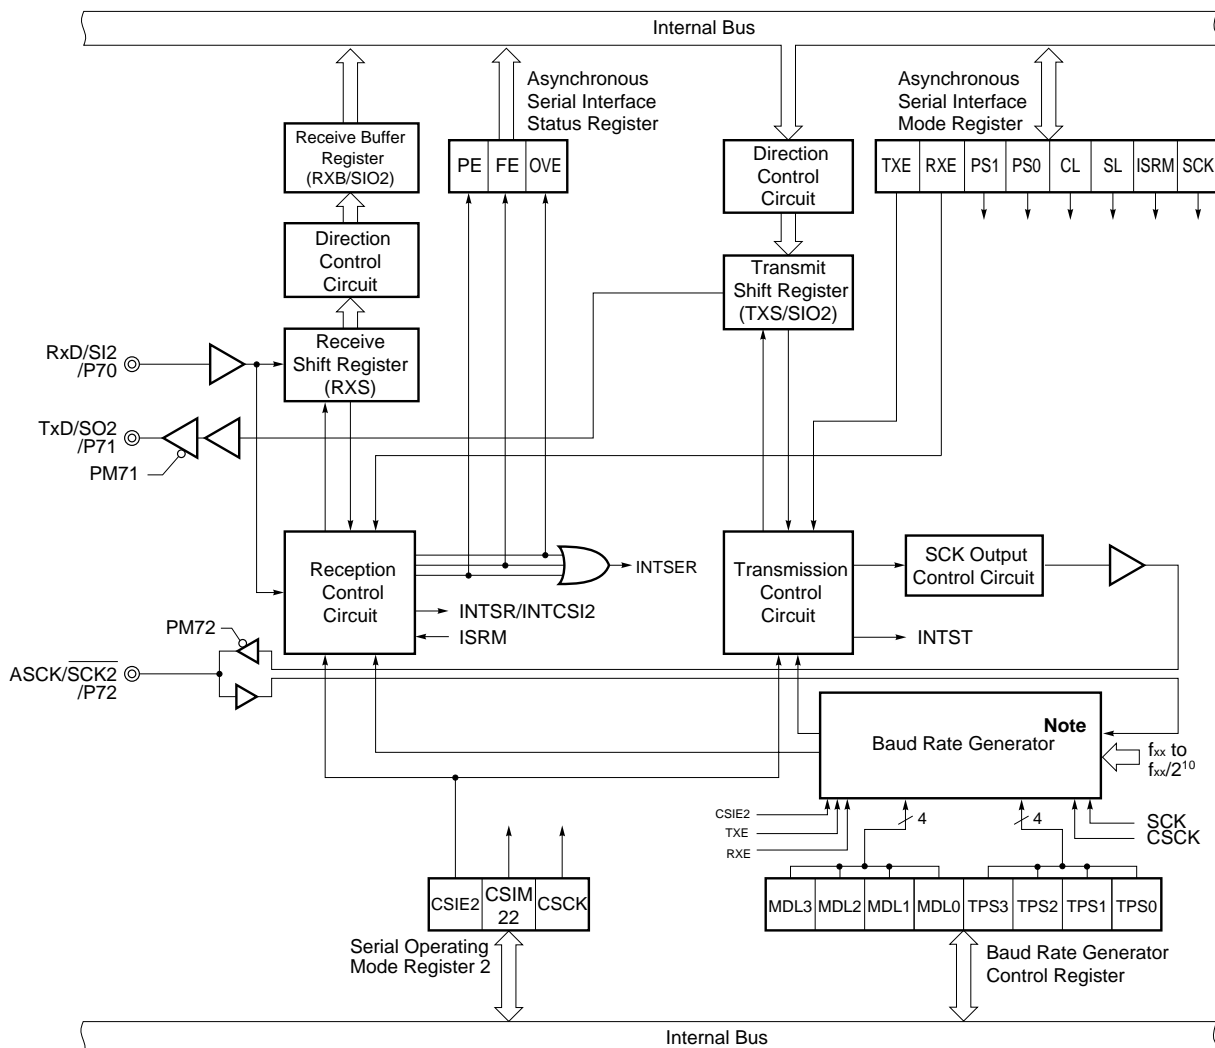 Internal Bus
Asynchronous
Serial Interface
Status Register
Asynchronous
Serial Interface
Mode Register
Receive Buffer
Register
(RXB/SIO2)
PE FE OVE
Direction
Control
Circuit
TXE RXE PS1 PS0 CL SL ISRM SCK
Direction
Control
Circuit
Transmit
Shift Register
(TXS/SIO2)
RxD/SI2
/P70
Receive
Shift Register
(RXS)
TxD/SO2
/P71
PM71
Reception
Control
Circuit
INTSER
INTSR/INTCSI2
ISRM
Transmission
Control
Circuit
SCK Output
Control Circuit
INTST
PM72
ASCK/SCK2
/P72
Note
Baud Rate Generator
fxx to
fxx/2¹⁰
CSIE2
TXE
RXE
4
4
SCK
CSCK
CSIE2 CSIM
22 CSCK
MDL3 MDL2 MDL1 MDL0 TPS3 TPS2 TPS1 TPS0
Serial Operating
Mode Register 2
Baud Rate Generator
Control Register
Internal Bus